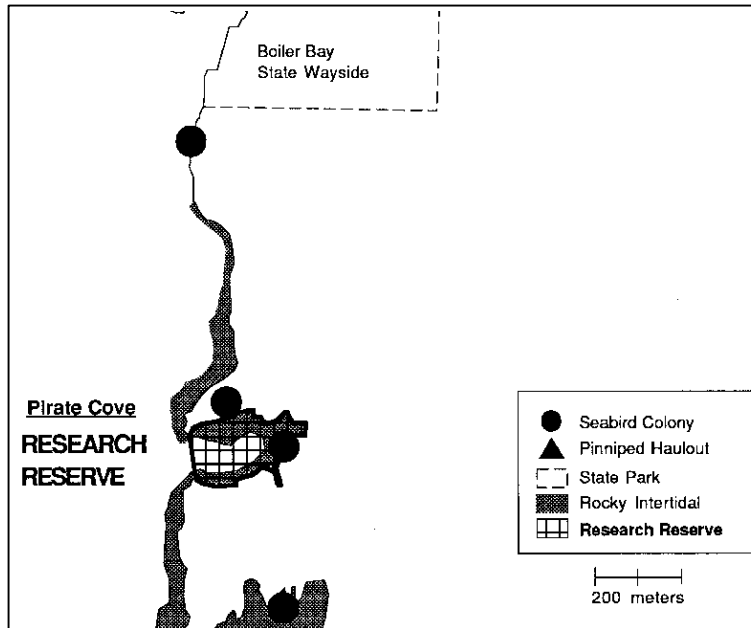 Boiler Bay
State Wayside
Pirate Cove
RESEARCH
RESERVE
Seabird Colony
Pinniped Haulout
State Park
Rocky Intertidal
Research Reserve
200 meters